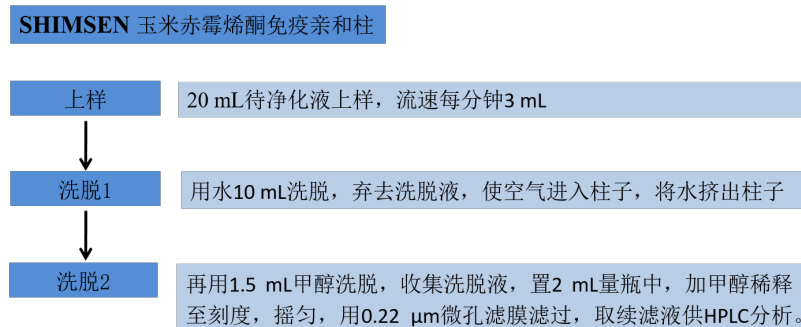 SHIMSEN 玉米赤霉烯酮免疫亲和柱
上样
20 mL待净化液上样，流速每分钟3 mL
洗脱1
用水10 mL洗脱，弃去洗脱液，使空气进入柱子，将水挤出柱子
洗脱2
再用1.5 mL甲醇洗脱，收集洗脱液，置2 mL量瓶中，加甲醇稀释
至刻度，摇匀，用0.22 μm微孔滤膜滤过，取续滤液供HPLC分析。